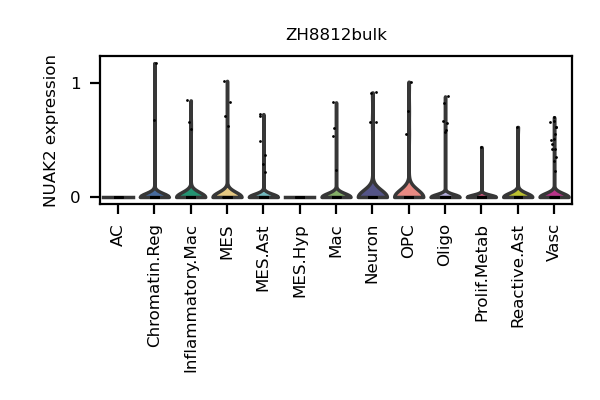 ZH8812bulk
NUAK2 expression
1
0
AC
Chromatin.Reg
Inflammatory.Mac
MES
MES.Ast
MES.Hyp
Mac
Neuron
OPC
Oligo
Prolif.Metab
Reactive.Ast
Vasc